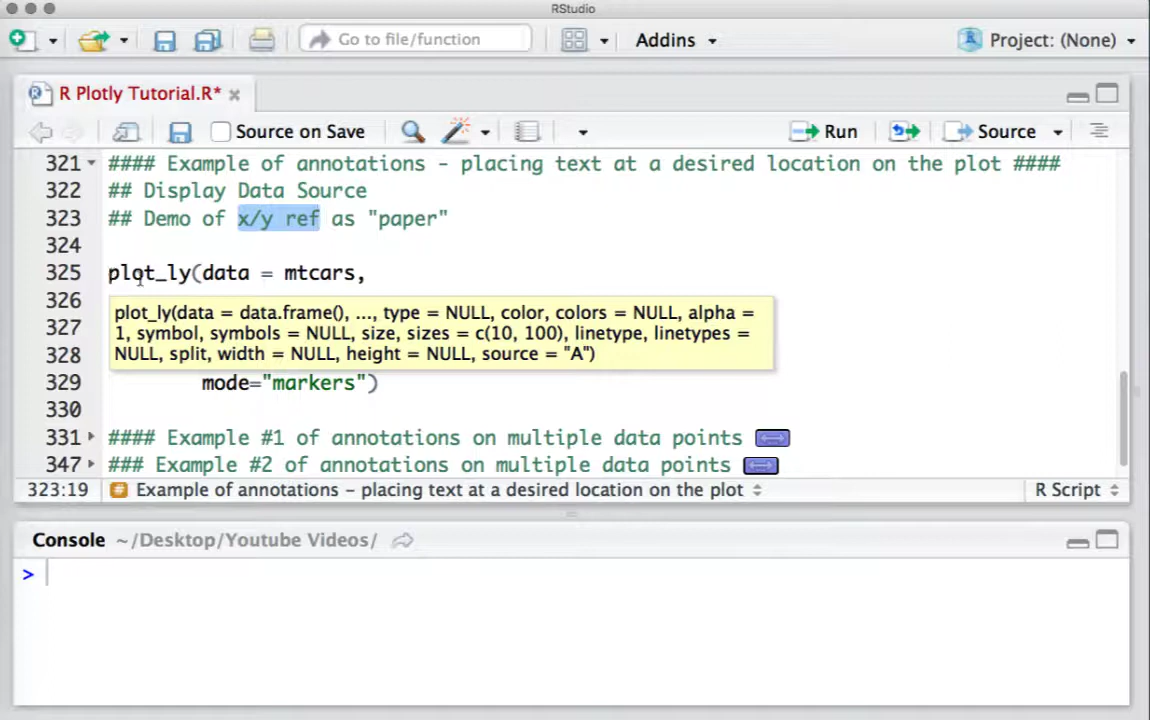 RStudio
Go to file/function
Addins
Project: (None)
R Plotly Tutorial.R*
Source on Save
Run
Source
321 #### Example of annotations - placing text at a desired location on the plot ####
322 ## Display Data Source
323 ## Demo of x/y ref as "paper"
324
325 plot_ly(data = mtcars,
326
plot_ly(data = data.frame(), ..., type = NULL, color, colors = NULL, alpha =
327 1, symbol, symbols = NULL, size, sizes = c(10, 100), linetype, linetypes =
328 NULL, split, width = NULL, height = NULL, source = "A")
329 mode="markers")
330
331 #### Example #1 of annotations on multiple data points
347 ### Example #2 of annotations on multiple data points
323:19 # Example of annotations - placing text at a desired location on the plot R Script
Console ~/Desktop/Youtube Videos/
>